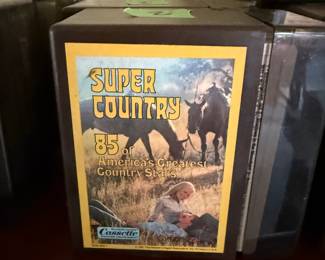 SUPER
COUNTRY
85 of
America's Greatest
Country Stars
Cassette